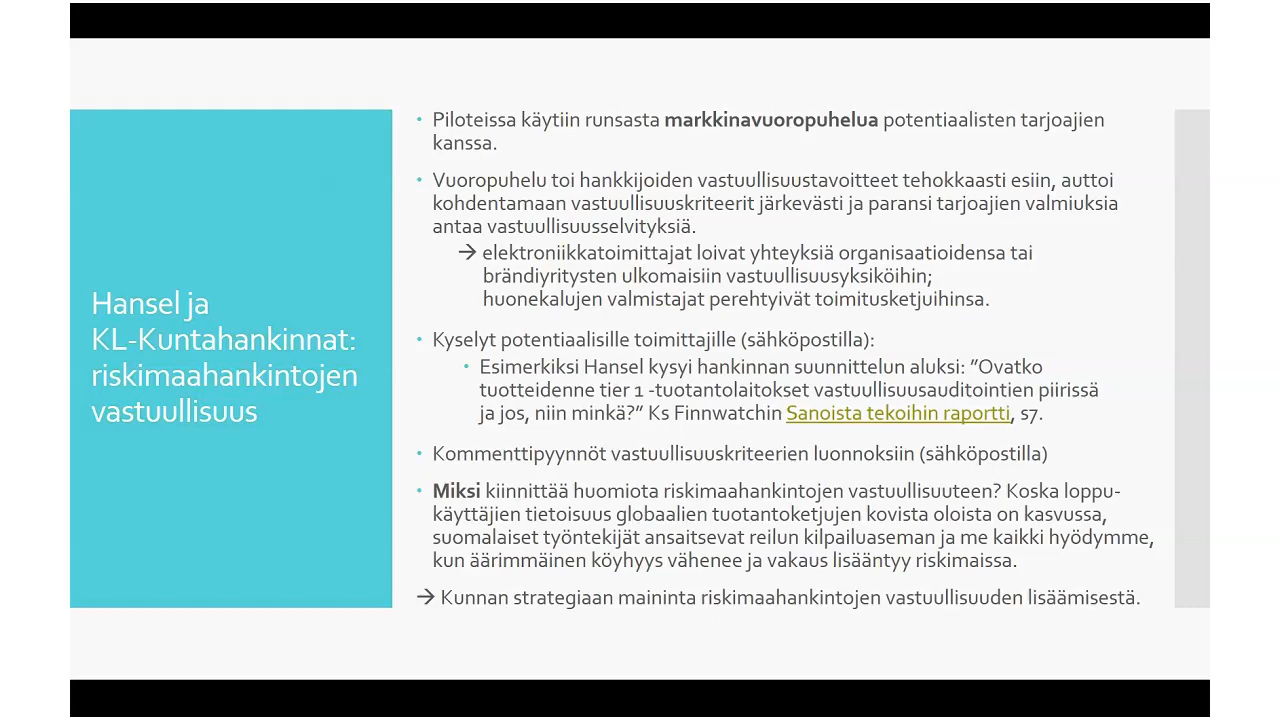 Hansel ja
KL-Kuntahankinnat:
riskimaahankintojen
vastuullisuus
• Piloteissa käytiin runsasta markkinavuoropuhelua potentiaalisten tarjoajien
kanssa.
• Vuoropuhelu toi hankkijoiden vastuullisuustavoitteet tehokkaasti esiin, auttoi
kohdentamaan vastuullisuuskriteerit järkevästi ja paransi tarjoajien valmiuksia
antaa vastuullisuusselvityksiä.
→ elektroniikkatoimittajat loivat yhteyksiä organisaatioidensa tai
brändiyritysten ulkomaisiin vastuullisuusyksiköihin;
huonekalujen valmistajat perehtyivät toimitusketjuihinsa.
• Kyselyt potentiaalisille toimittajille (sähköpostilla):
• Esimerkiksi Hansel kysyi hankinnan suunnittelun aluksi: ”Ovatko
tuotteidenne tier 1 -tuotantolaitokset vastuullisuusauditointien piirissä
ja jos, niin minkä?” Ks Finnwatchin Sanoista tekoihin raportti, s7.
• Kommenttipyynnöt vastuullisuuskriteerien luonnoksiin (sähköpostilla)
• Miksi kiinnittää huomiota riskimaahankintojen vastuullisuuteen? Koska loppu-
käyttäjien tietoisuus globaalien tuotantoketjujen kovista oloista on kasvussa,
suomalaiset työntekijät ansaitsevat reilun kilpailuaseman ja me kaikki hyödymme,
kun äärimmäinen köyhyys vähenee ja vakaus lisääntyy riskimaissa.
→ Kunnan strategiaan maininta riskimaahankintojen vastuullisuuden lisäämisestä.